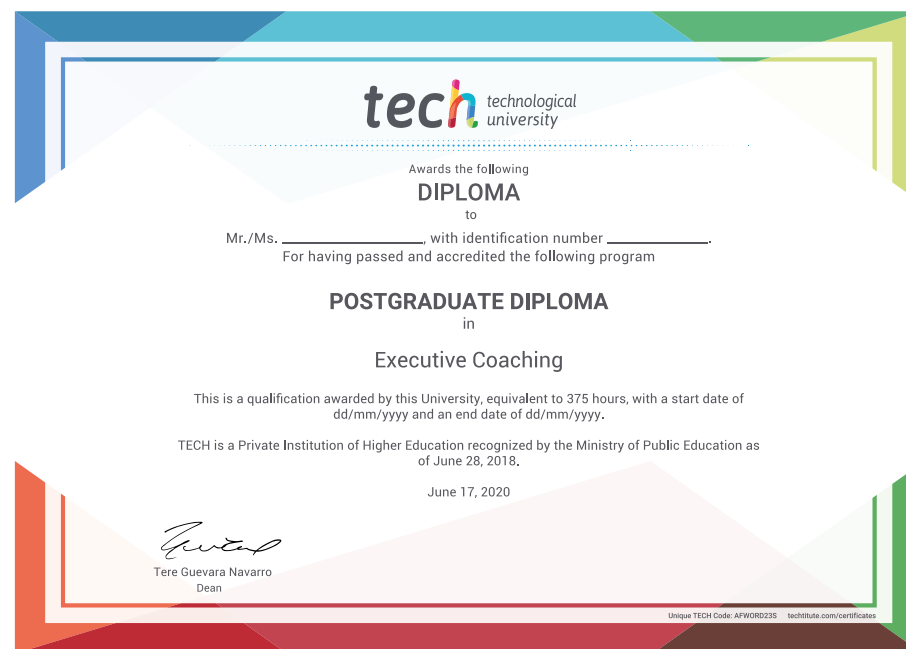 tech technological
university
Awards the following
DIPLOMA
to
Mr./Ms. ____________________, with identification number ______________.
For having passed and accredited the following program
POSTGRADUATE DIPLOMA
in
Executive Coaching
This is a qualification awarded by this University, equivalent to 375 hours, with a start date of
dd/mm/yyyy and an end date of dd/mm/yyyy.
TECH is a Private Institution of Higher Education recognized by the Ministry of Public Education as
of June 28, 2018.
June 17, 2020
Tere Guevara Navarro
Dean
Unique TECH Code: AFWORD23S techtitute.com/certificates